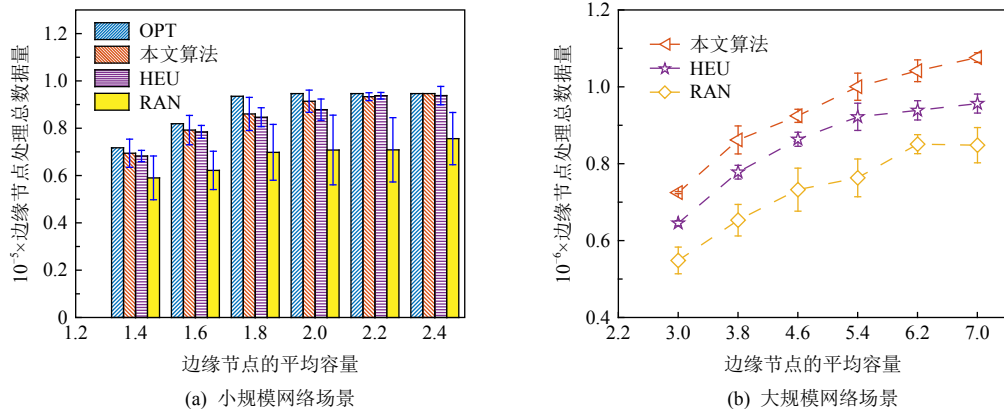 10⁻⁵×边缘节点处理总数据量
1.2
1.0
0.8
0.6
0.4
0.2
0
OPT
本文算法
HEU
RAN
1.2 1.4 1.6 1.8 2.0 2.2 2.4
边缘节点的平均容量
(a) 小规模网络场景
10⁻⁶×边缘节点处理总数据量
1.2
1.0
0.8
0.6
0.4
本文算法
HEU
RAN
2.2 3.0 3.8 4.6 5.4 6.2 7.0
边缘节点的平均容量
(b) 大规模网络场景